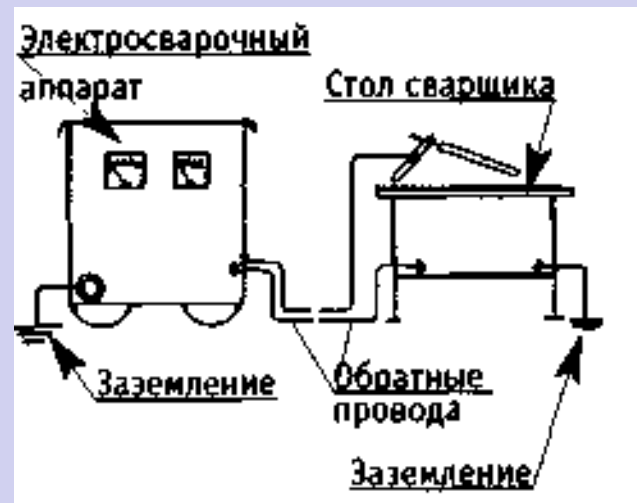 Электросварочный
аппарат
Стол сварщика
Заземление
Обратные
провода
Заземление